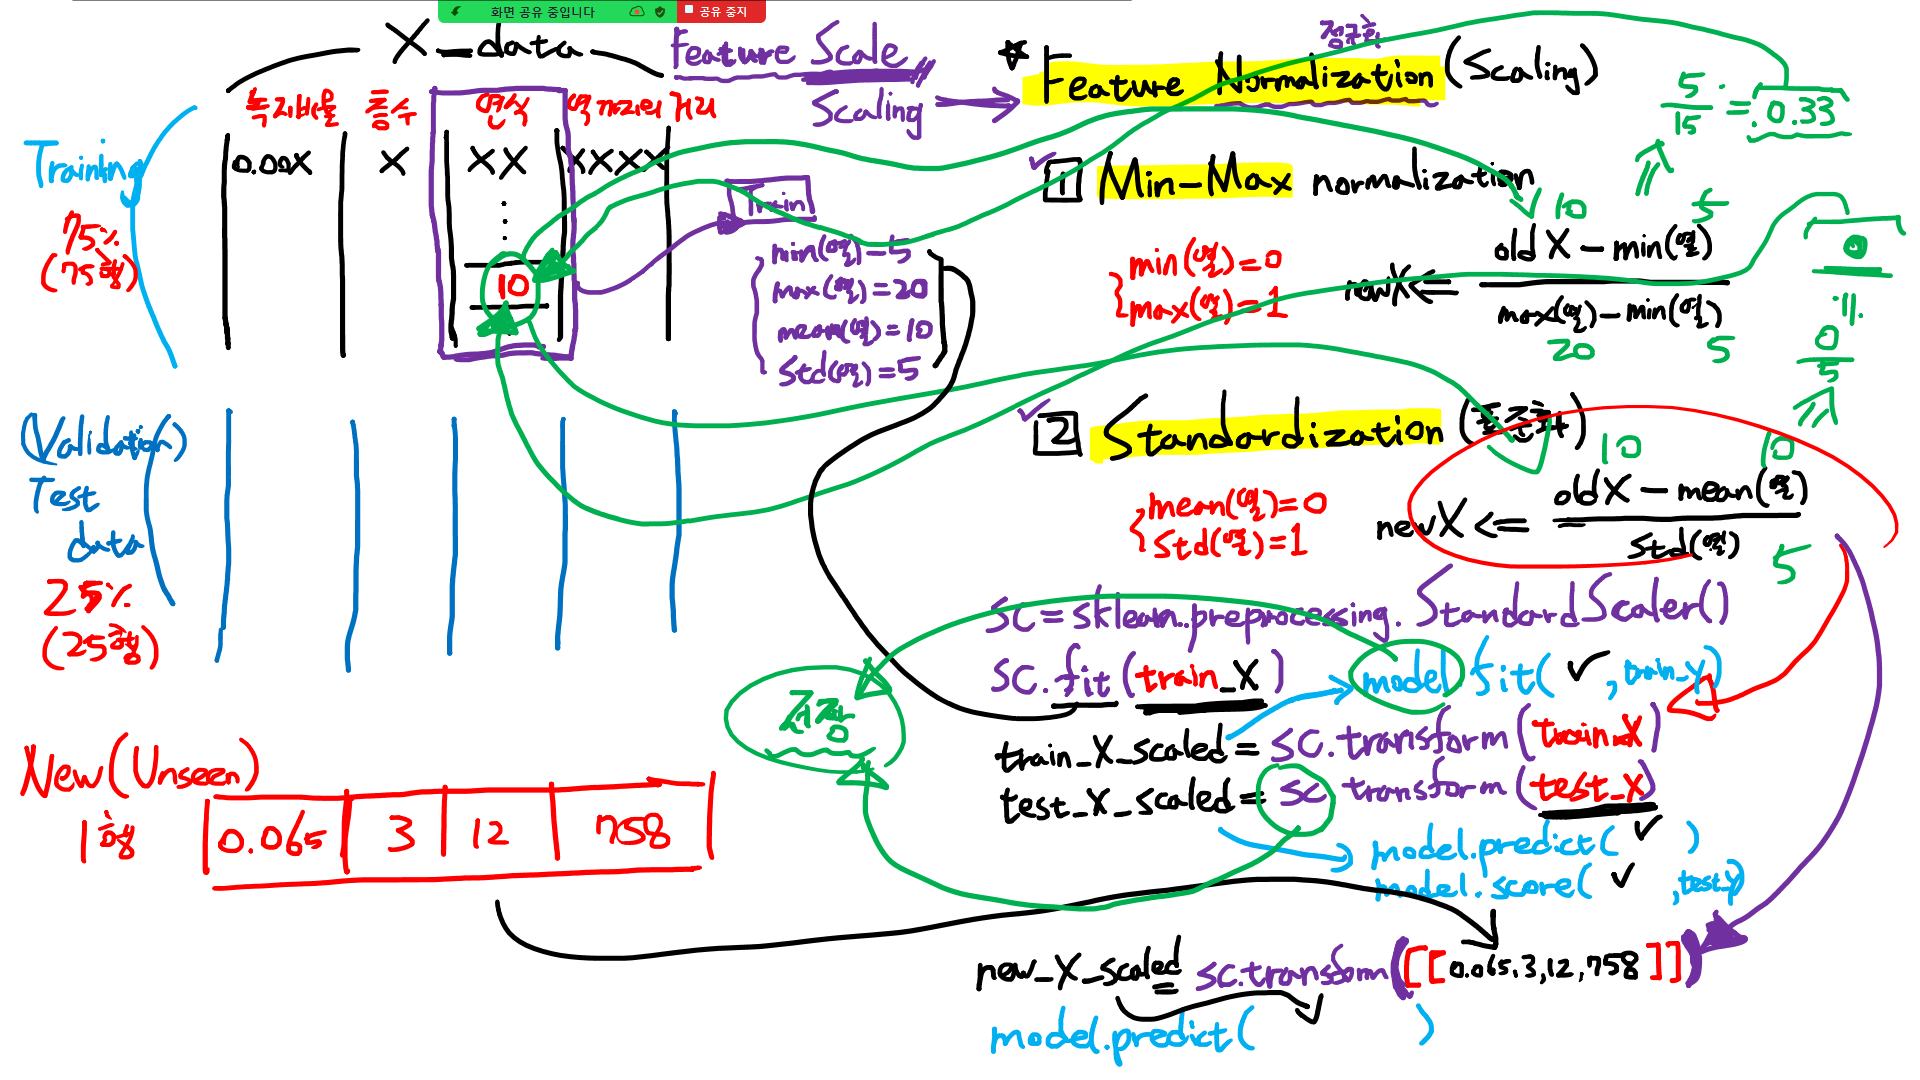 화면 공유 중입니다
공유 중지
X_data
Feature Scale
Scaling
정규화
Feature Normalization (Scaling)
5/15 = 0.33
녹지비율 층수 연식 역까지의 거리
Training
75%
(75행)
0.00X X XX XXXX
10
Train
min(열)=5
max(열)=20
mean(열)=10
std(열)=5
1 Min-Max normalization
min(열)=0
max(열)=1
10 5
newX <= old X - min(열)
max(열) - min(열)
20 5
0
0/5
(Validation)
Test
data
25%
(25행)
2 Standardization (표준화)
mean(열)=0
std(열)=1
10 10
newX <= old X - mean(열)
std(열)
5
SC = sklearn.preprocessing.StandardScaler()
SC.fit(train_X)
model.fit( ✓, train_y)
저장
train_X_scaled = SC.transform(train_X)
test_X_scaled = SC transform(test_X)
model.predict( ✓ )
model.score( ✓ ,test_y)
New(Unseen)
1행
0.065 3 12 758
new_X_scaled = sc.transform([[0.065,3,12,758]])
model.predict( )